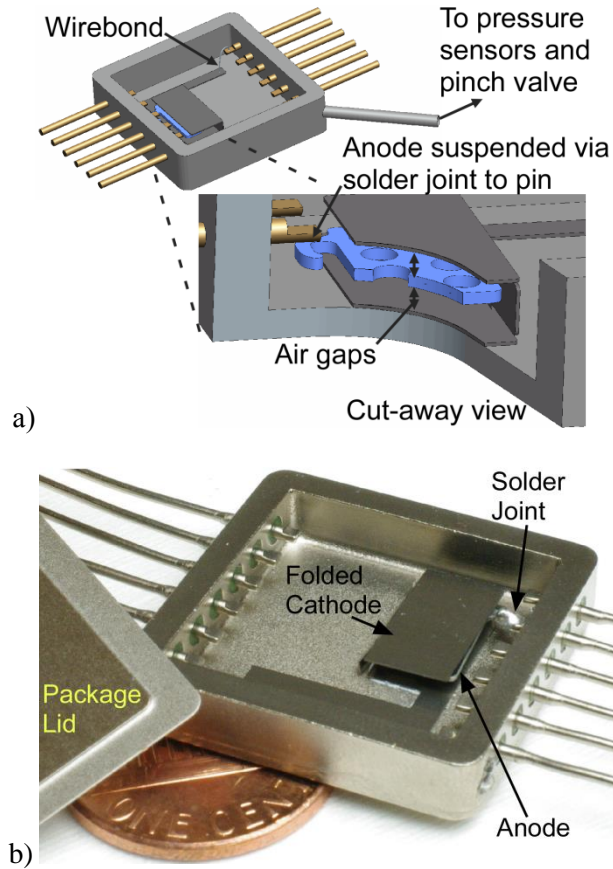 Wirebond
To pressure
sensors and
pinch valve
Anode suspended via
solder joint to pin
Air gaps
Cut-away view
a)
Solder
Joint
Folded
Cathode
Package
Lid
ONE CENT
Anode
b)